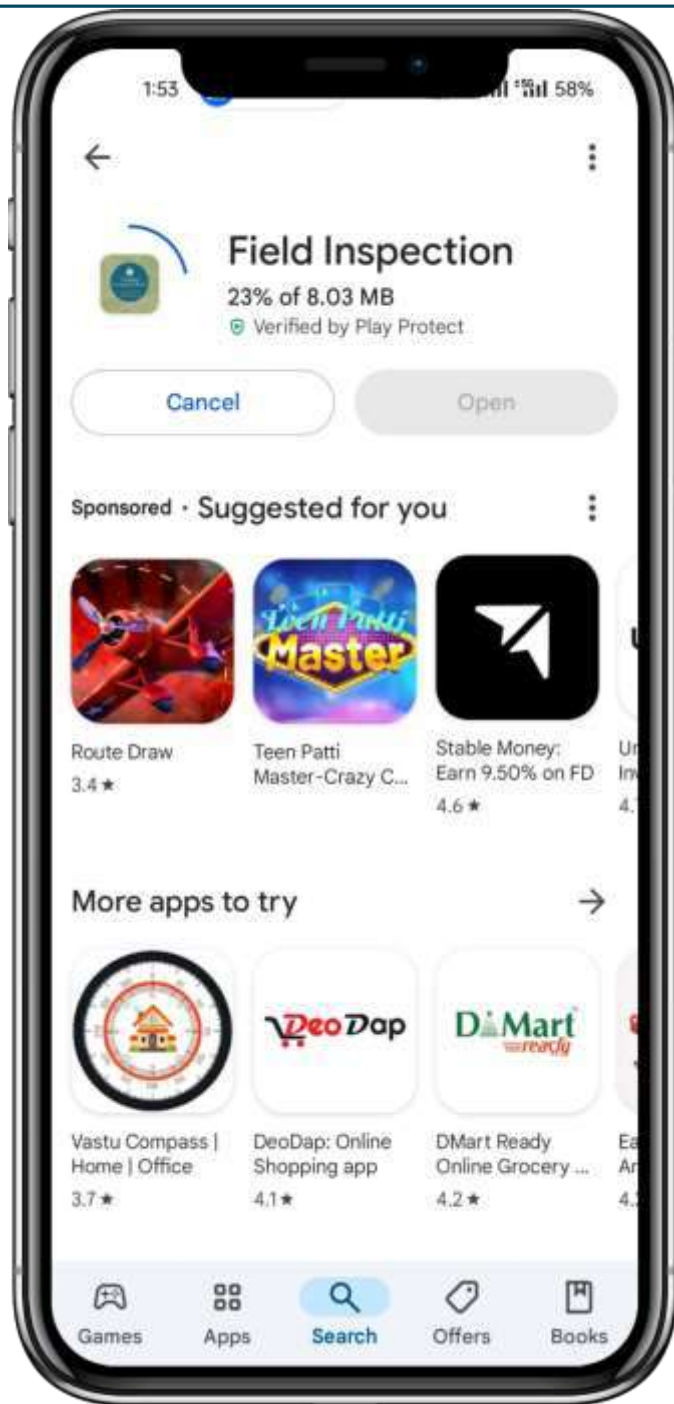 1:53
58%
Field Inspection
23% of 8.03 MB
Verified by Play Protect
Cancel
Open
Sponsored · Suggested for you
Teen Patti
Master
Route Draw
3.4 ★
Teen Patti
Master-Crazy C...
Stable Money:
Earn 9.50% on FD
4.6 ★
More apps to try
DeoDap
DMart
ready
Vastu Compass |
Home | Office
3.7 ★
DeoDap: Online
Shopping app
4.1 ★
DMart Ready
Online Grocery ...
4.2 ★
Games
Apps
Search
Offers
Books